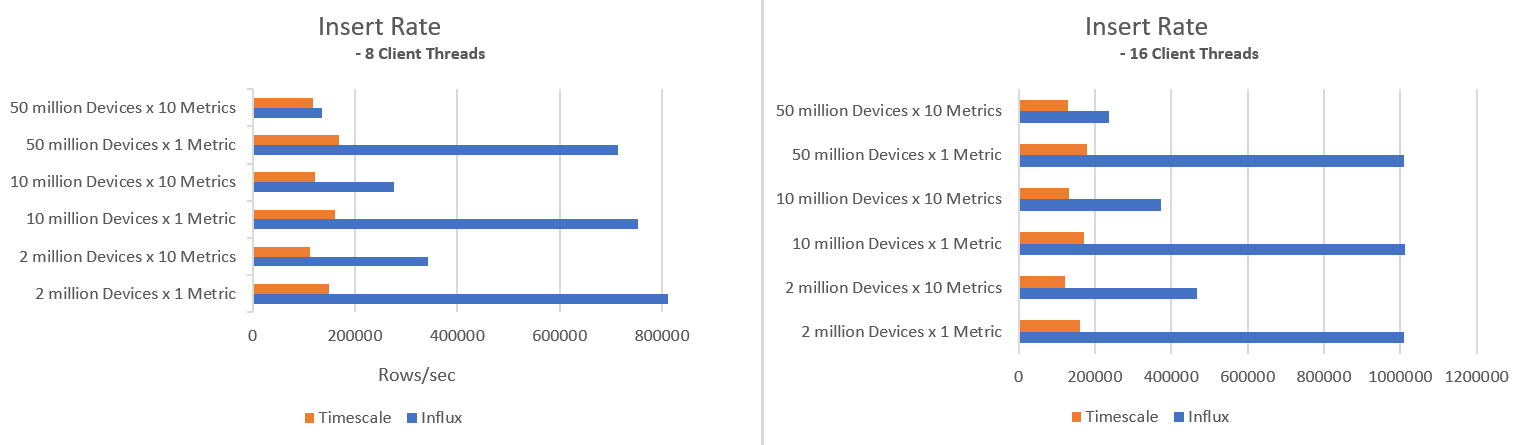 Insert Rate
- 8 Client Threads
50 million Devices x 10 Metrics
50 million Devices x 1 Metric
10 million Devices x 10 Metrics
10 million Devices x 1 Metric
2 million Devices x 10 Metrics
2 million Devices x 1 Metric
0 200000 400000 600000 800000
Rows/sec
Timescale Influx
Insert Rate
- 16 Client Threads
50 million Devices x 10 Metrics
50 million Devices x 1 Metric
10 million Devices x 10 Metrics
10 million Devices x 1 Metric
2 million Devices x 10 Metrics
2 million Devices x 1 Metric
0 200000 400000 600000 800000 1000000 1200000
Timescale Influx